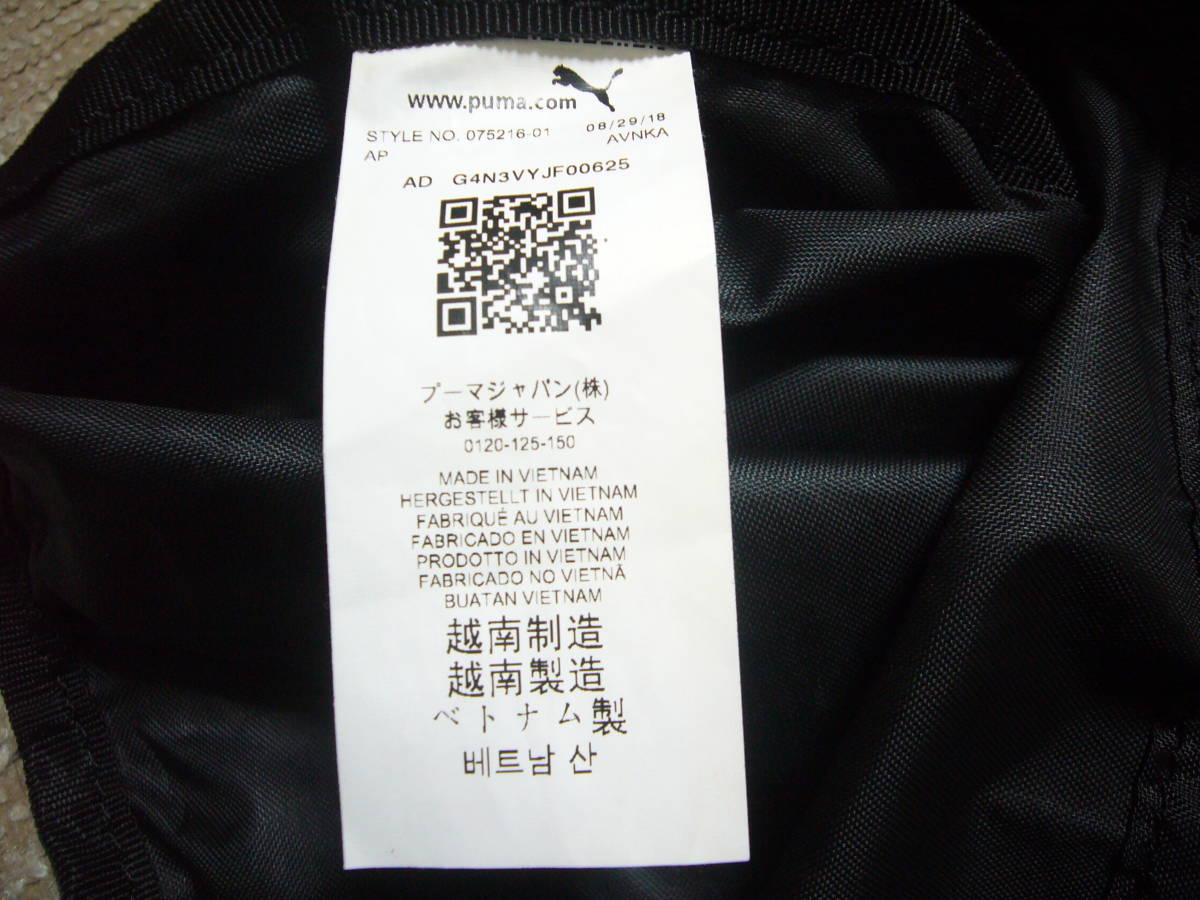 www.puma.com
STYLE NO. 075216-01 08/29/18
AP AVNKA
AD G4N3VYJF00625
プーマジャパン(株)
お客様サービス
0120-125-150
MADE IN VIETNAM
HERGESTELLT IN VIETNAM
FABRIQUÉ AU VIETNAM
FABRICADO EN VIETNAM
PRODOTTO IN VIETNAM
FABRICADO NO VIETNÃ
BUATAN VIETNAM
越南制造
越南製造
ベトナム製
베트남 산